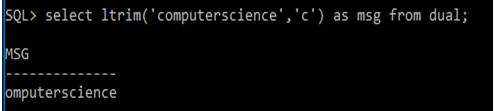 SQL> select ltrim('computerscience','c') as msg from dual;
MSG
--------------
omputerscience